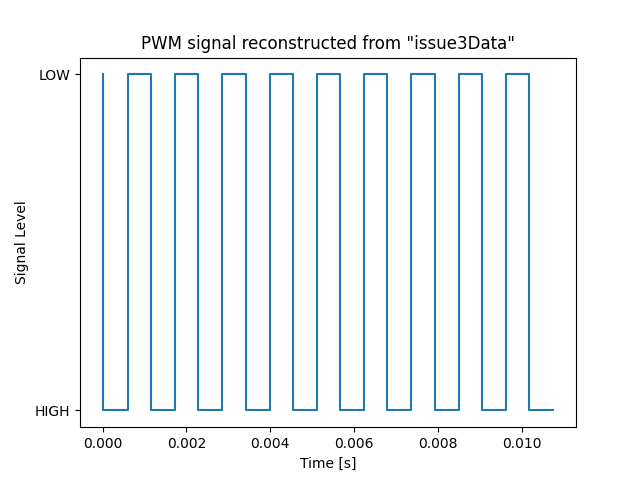 PWM signal reconstructed from "issue3Data"
LOW
Signal Level
HIGH
0.000 0.002 0.004 0.006 0.008 0.010
Time [s]